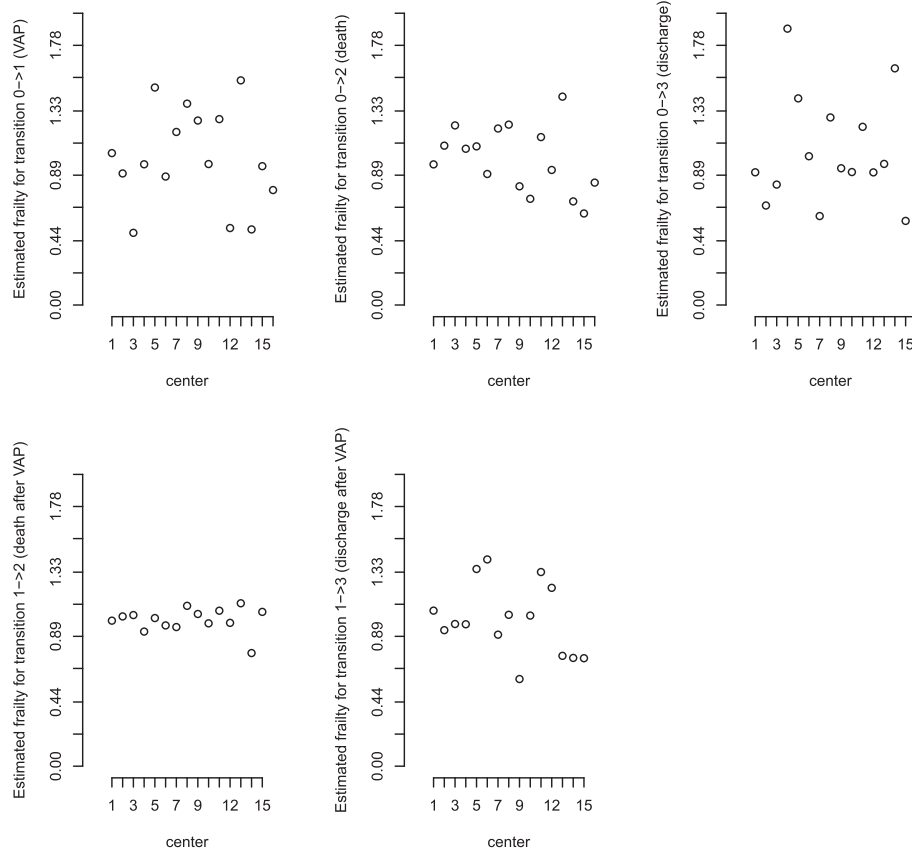 Estimated frailty for transition 0−>1 (VAP)
0.00 0.44 0.89 1.33 1.78
1 3 5 7 9 12 15
center
Estimated frailty for transition 0−>2 (death)
0.00 0.44 0.89 1.33 1.78
1 3 5 7 9 12 15
center
Estimated frailty for transition 0−>3 (discharge)
0.00 0.44 0.89 1.33 1.78
1 3 5 7 9 12 15
center
Estimated frailty for transition 1−>2 (death after VAP)
0.00 0.44 0.89 1.33 1.78
1 3 5 7 9 12 15
center
Estimated frailty for transition 1−>3 (discharge after VAP)
0.00 0.44 0.89 1.33 1.78
1 3 5 7 9 12 15
center